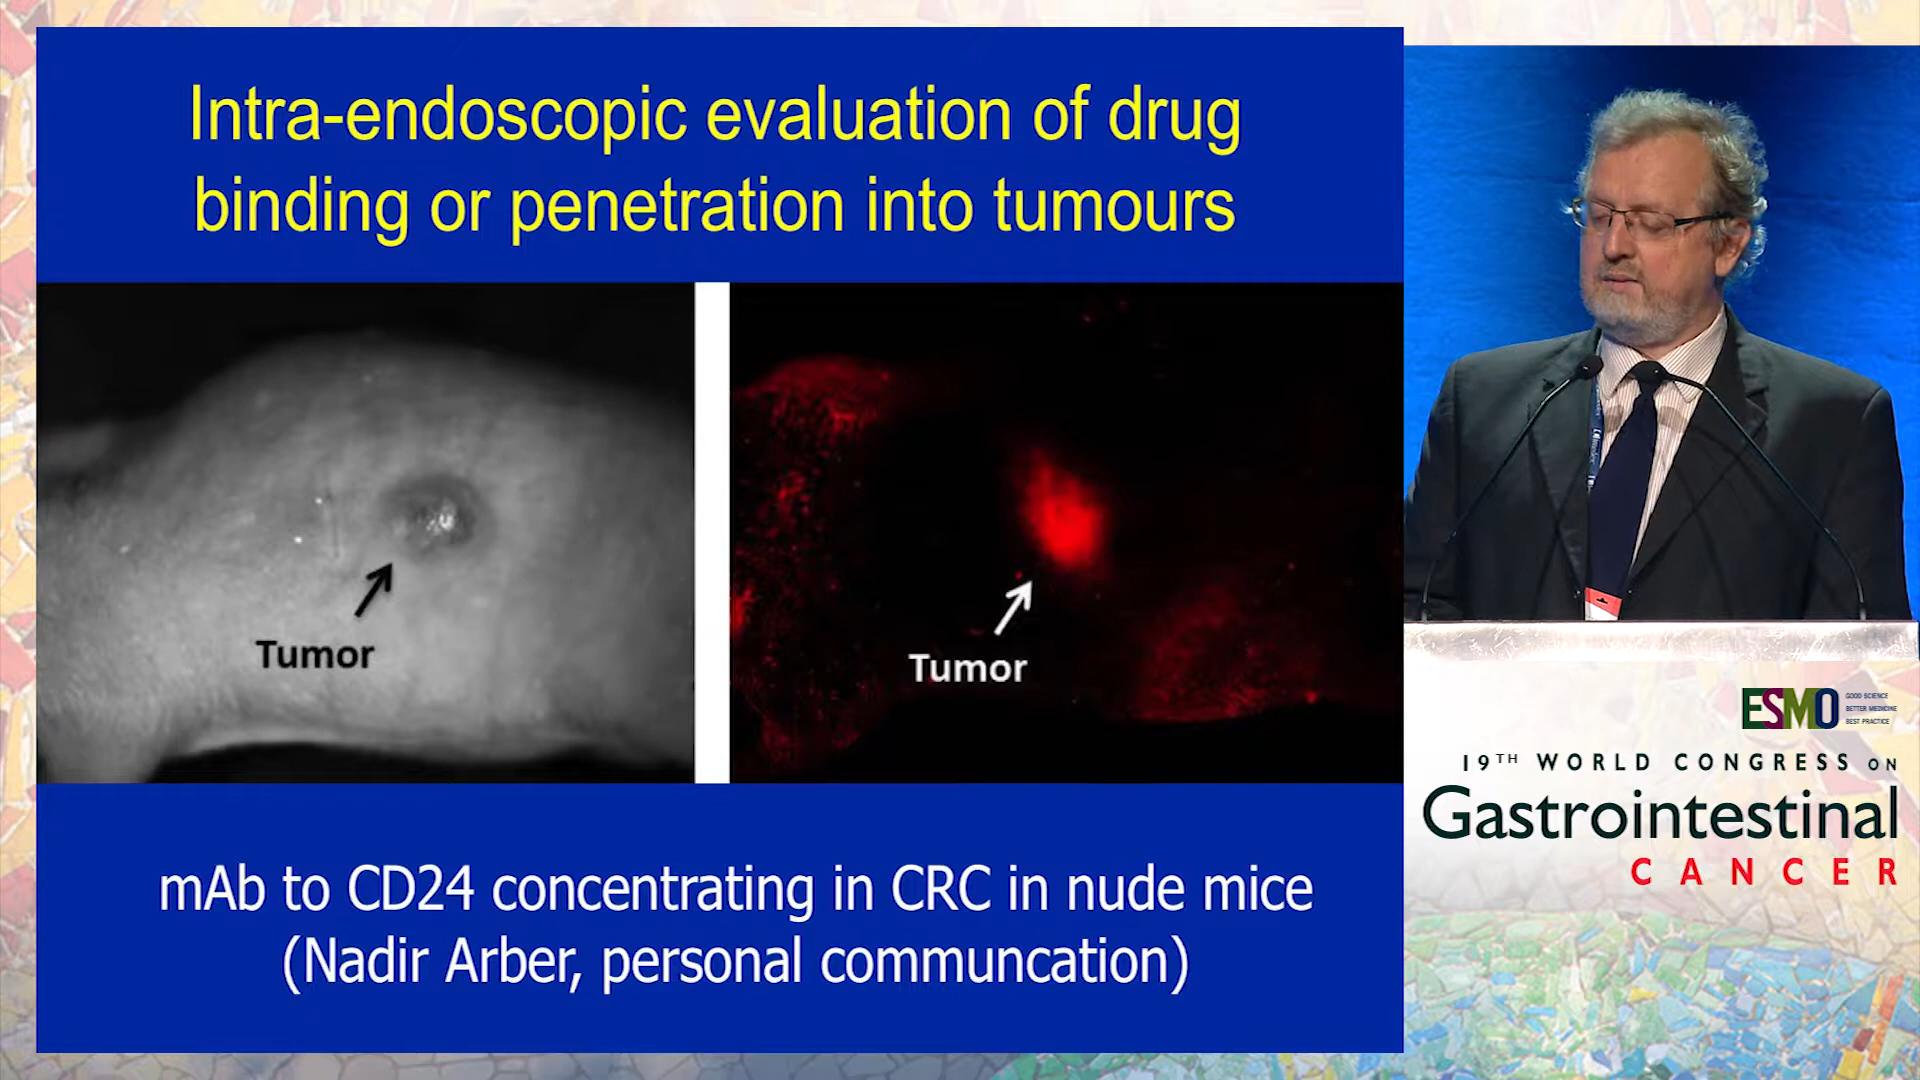 Intra-endoscopic evaluation of drug
binding or penetration into tumours
Tumor
Tumor
mAb to CD24 concentrating in CRC in nude mice
(Nadir Arber, personal communcation)
ESMO
GOOD SCIENCE
BETTER MEDICINE
BEST PRACTICE
19TH WORLD CONGRESS ON
Gastrointestinal
CANCER